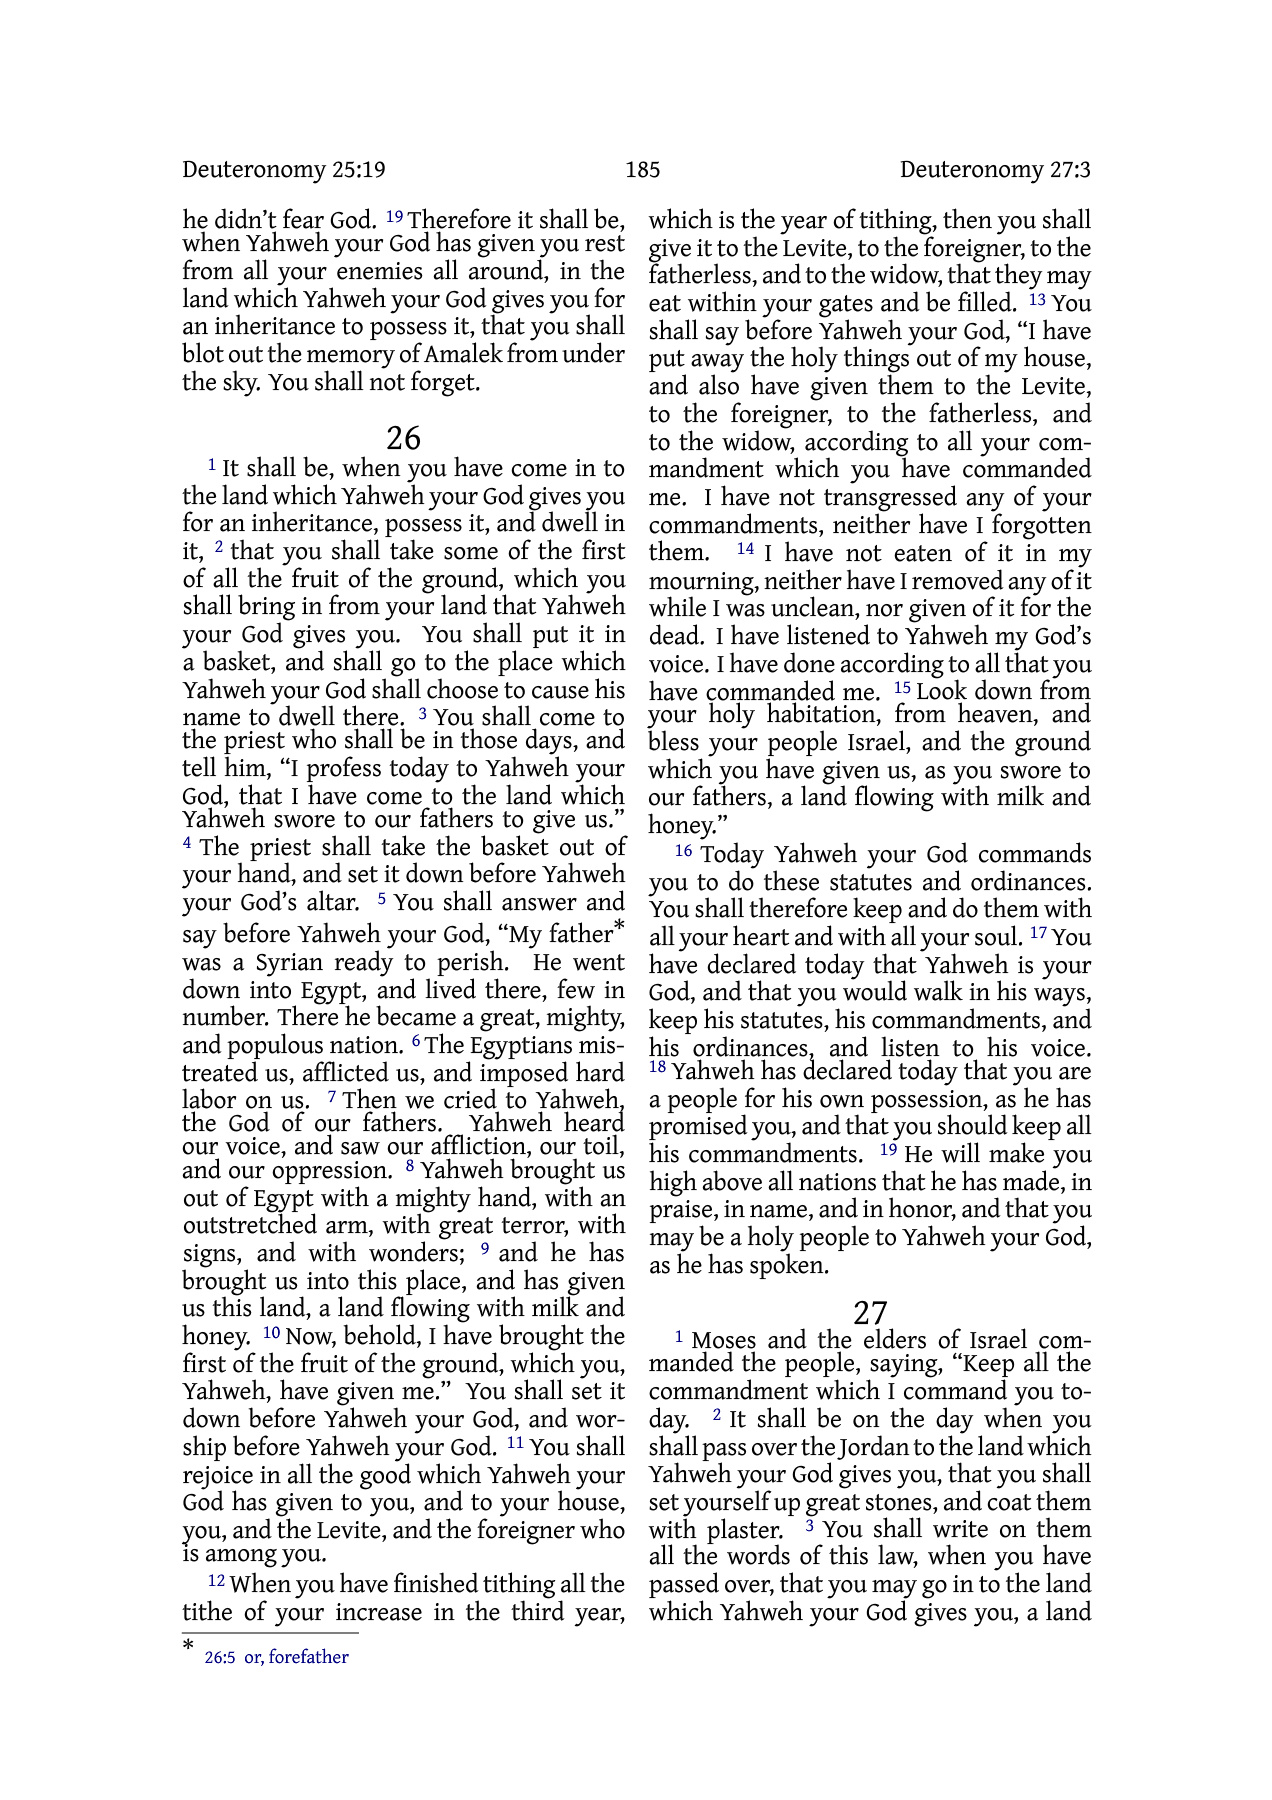 Deuteronomy 25:19 185 Deuteronomy 27:3
he didn’t fear God. 19 Therefore it shall be,
when Yahweh your God has given you rest
from all your enemies all around, in the
land which Yahweh your God gives you for
an inheritance to possess it, that you shall
blot out the memory of Amalek from under
the sky. You shall not forget.
26
1 It shall be, when you have come in to
the land which Yahweh your God gives you
for an inheritance, possess it, and dwell in
it, 2 that you shall take some of the first
of all the fruit of the ground, which you
shall bring in from your land that Yahweh
your God gives you. You shall put it in
a basket, and shall go to the place which
Yahweh your God shall choose to cause his
name to dwell there. 3 You shall come to
the priest who shall be in those days, and
tell him, “I profess today to Yahweh your
God, that I have come to the land which
Yahweh swore to our fathers to give us.”
4 The priest shall take the basket out of
your hand, and set it down before Yahweh
your God’s altar. 5 You shall answer and
say before Yahweh your God, “My father*
was a Syrian ready to perish. He went
down into Egypt, and lived there, few in
number. There he became a great, mighty,
and populous nation. 6 The Egyptians mis-
treated us, afflicted us, and imposed hard
labor on us. 7 Then we cried to Yahweh,
the God of our fathers. Yahweh heard
our voice, and saw our affliction, our toil,
and our oppression. 8 Yahweh brought us
out of Egypt with a mighty hand, with an
outstretched arm, with great terror, with
signs, and with wonders; 9 and he has
brought us into this place, and has given
us this land, a land flowing with milk and
honey. 10 Now, behold, I have brought the
first of the fruit of the ground, which you,
Yahweh, have given me.” You shall set it
down before Yahweh your God, and wor-
ship before Yahweh your God. 11 You shall
rejoice in all the good which Yahweh your
God has given to you, and to your house,
you, and the Levite, and the foreigner who
is among you.
12 When you have finished tithing all the
tithe of your increase in the third year,
* 26:5 or, forefather
which is the year of tithing, then you shall
give it to the Levite, to the foreigner, to the
fatherless, and to the widow, that they may
eat within your gates and be filled. 13 You
shall say before Yahweh your God, “I have
put away the holy things out of my house,
and also have given them to the Levite,
to the foreigner, to the fatherless, and
to the widow, according to all your com-
mandment which you have commanded
me. I have not transgressed any of your
commandments, neither have I forgotten
them. 14 I have not eaten of it in my
mourning, neither have I removed any of it
while I was unclean, nor given of it for the
dead. I have listened to Yahweh my God’s
voice. I have done according to all that you
have commanded me. 15 Look down from
your holy habitation, from heaven, and
bless your people Israel, and the ground
which you have given us, as you swore to
our fathers, a land flowing with milk and
honey.”
16 Today Yahweh your God commands
you to do these statutes and ordinances.
You shall therefore keep and do them with
all your heart and with all your soul. 17 You
have declared today that Yahweh is your
God, and that you would walk in his ways,
keep his statutes, his commandments, and
his ordinances, and listen to his voice.
18 Yahweh has declared today that you are
a people for his own possession, as he has
promised you, and that you should keep all
his commandments. 19 He will make you
high above all nations that he has made, in
praise, in name, and in honor, and that you
may be a holy people to Yahweh your God,
as he has spoken.
27
1 Moses and the elders of Israel com-
manded the people, saying, “Keep all the
commandment which I command you to-
day. 2 It shall be on the day when you
shall pass over the Jordan to the land which
Yahweh your God gives you, that you shall
set yourself up great stones, and coat them
with plaster. 3 You shall write on them
all the words of this law, when you have
passed over, that you may go in to the land
which Yahweh your God gives you, a land